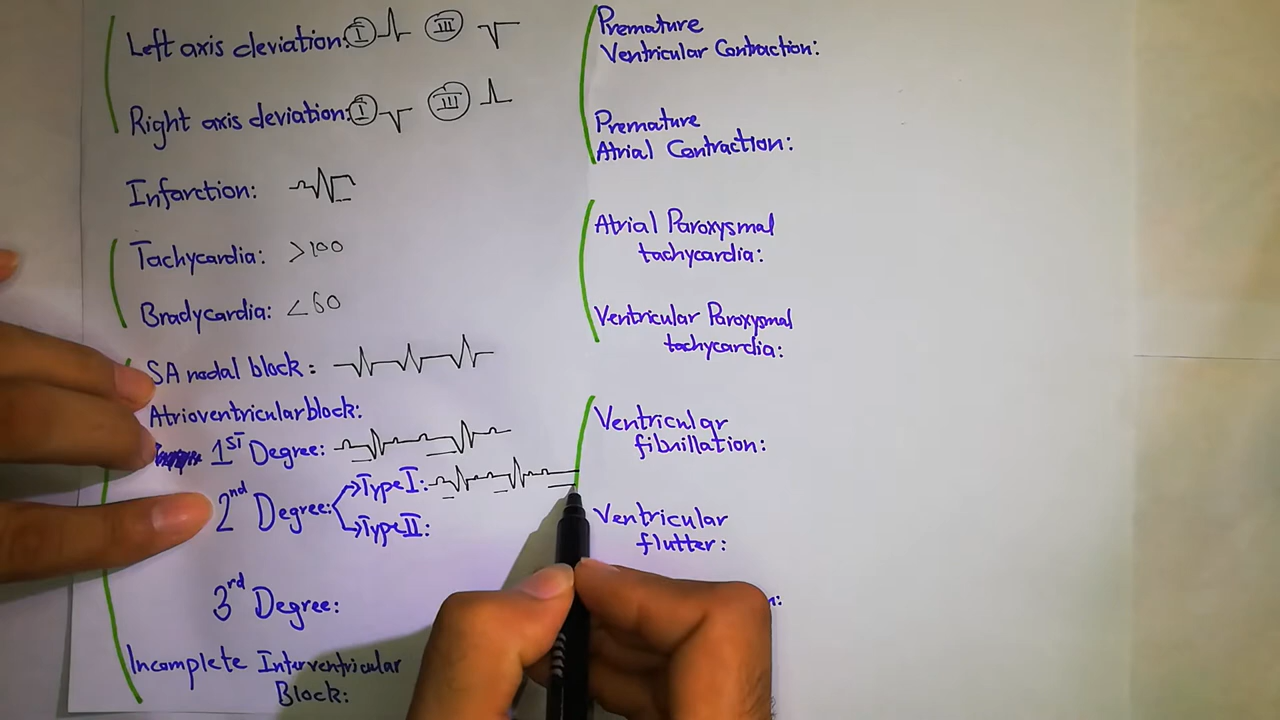 Left axis deviation: I III
Right axis deviation: I III
Infarction:
Tachycardia: >100
Bradycardia: <60
SA nodal block:
Atrioventricular block:
1ST Degree:
2nd Degree: Type I:
Type II:
3rd Degree:
Incomplete Interventricular
Block:
Premature
Ventricular Contraction:
Premature
Atrial Contraction:
Atrial Paroxysmal
tachycardia:
Ventricular Paroxysmal
tachycardia:
Ventricular
fibrillation:
Ventricular
flutter: